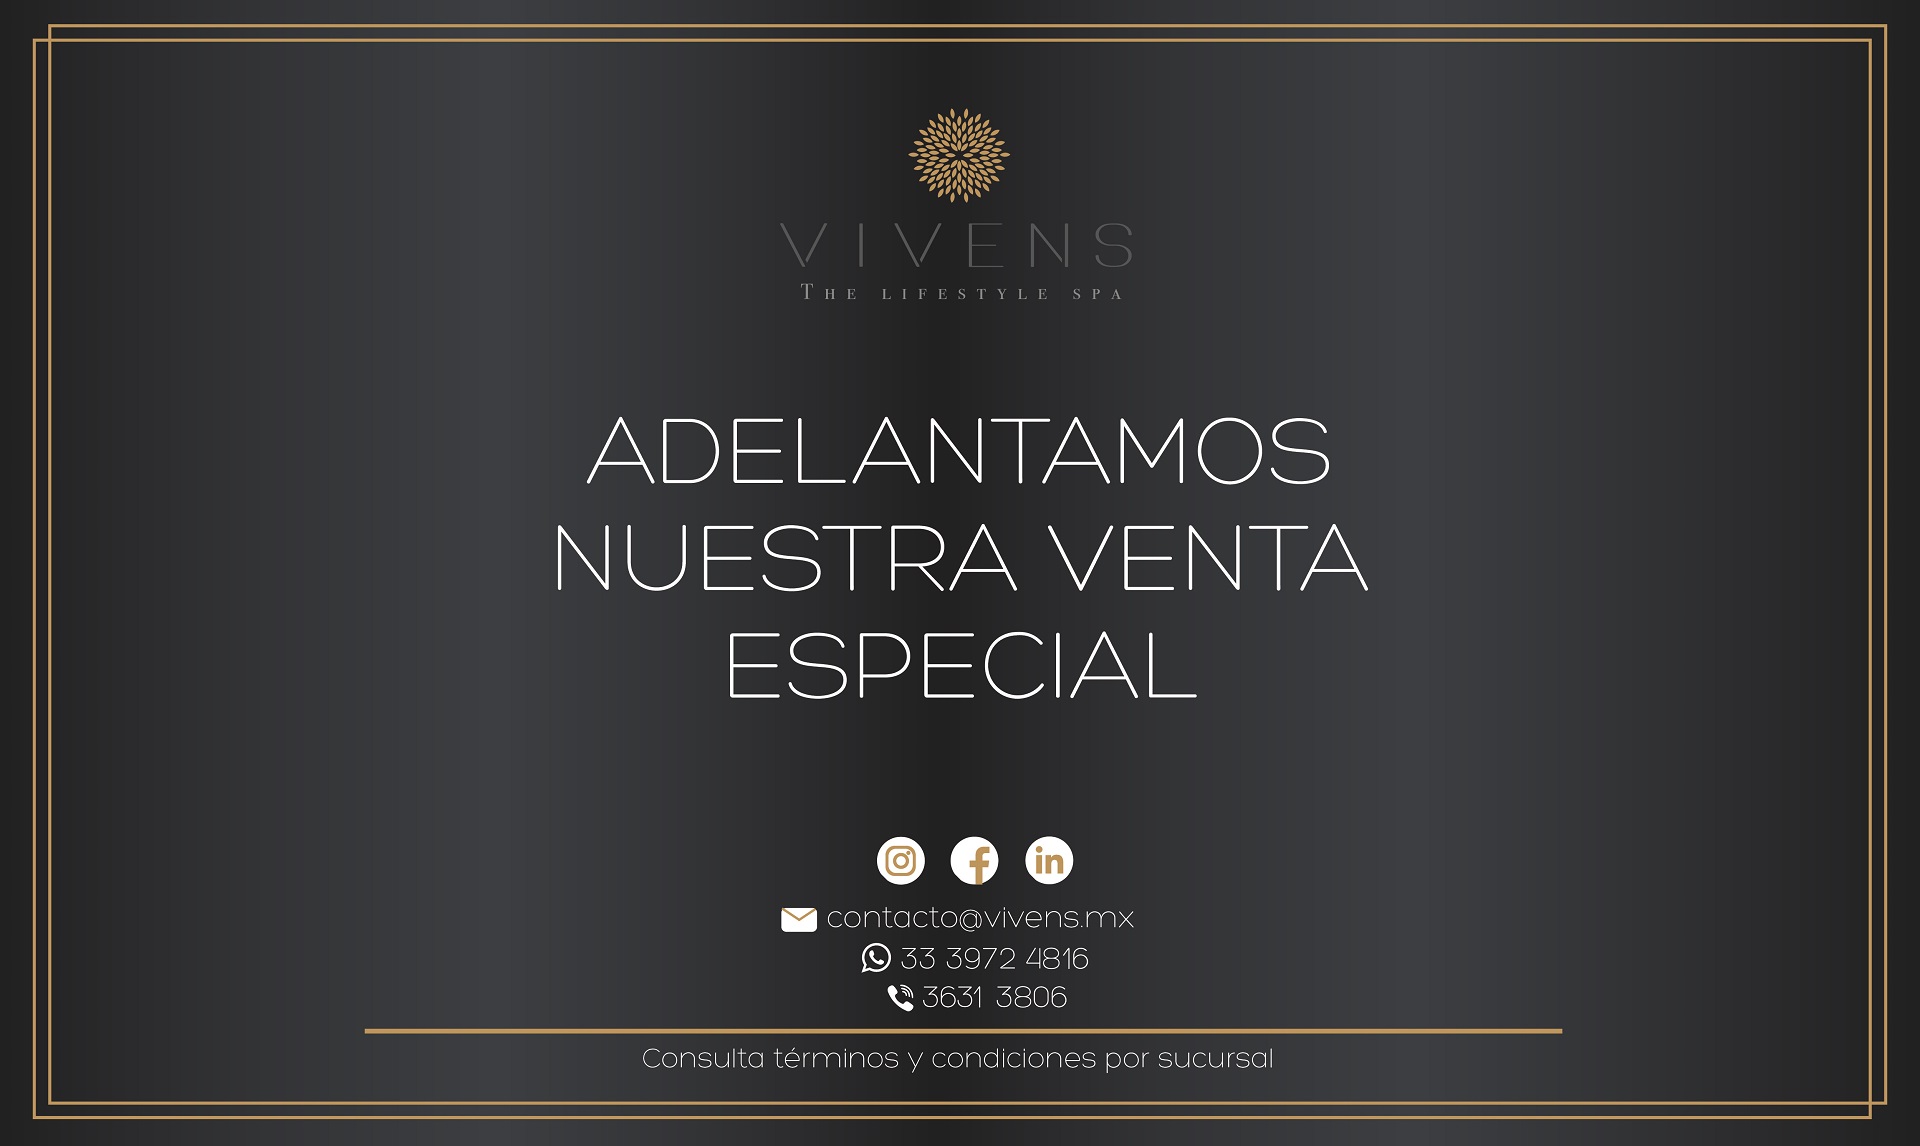 VIVENS
THE LIFESTYLE SPA
ADELANTAMOS
NUESTRA VENTA
ESPECIAL
contacto@vivens.mx
33 3972 4816
3631 3806
Consulta términos y condiciones por sucursal